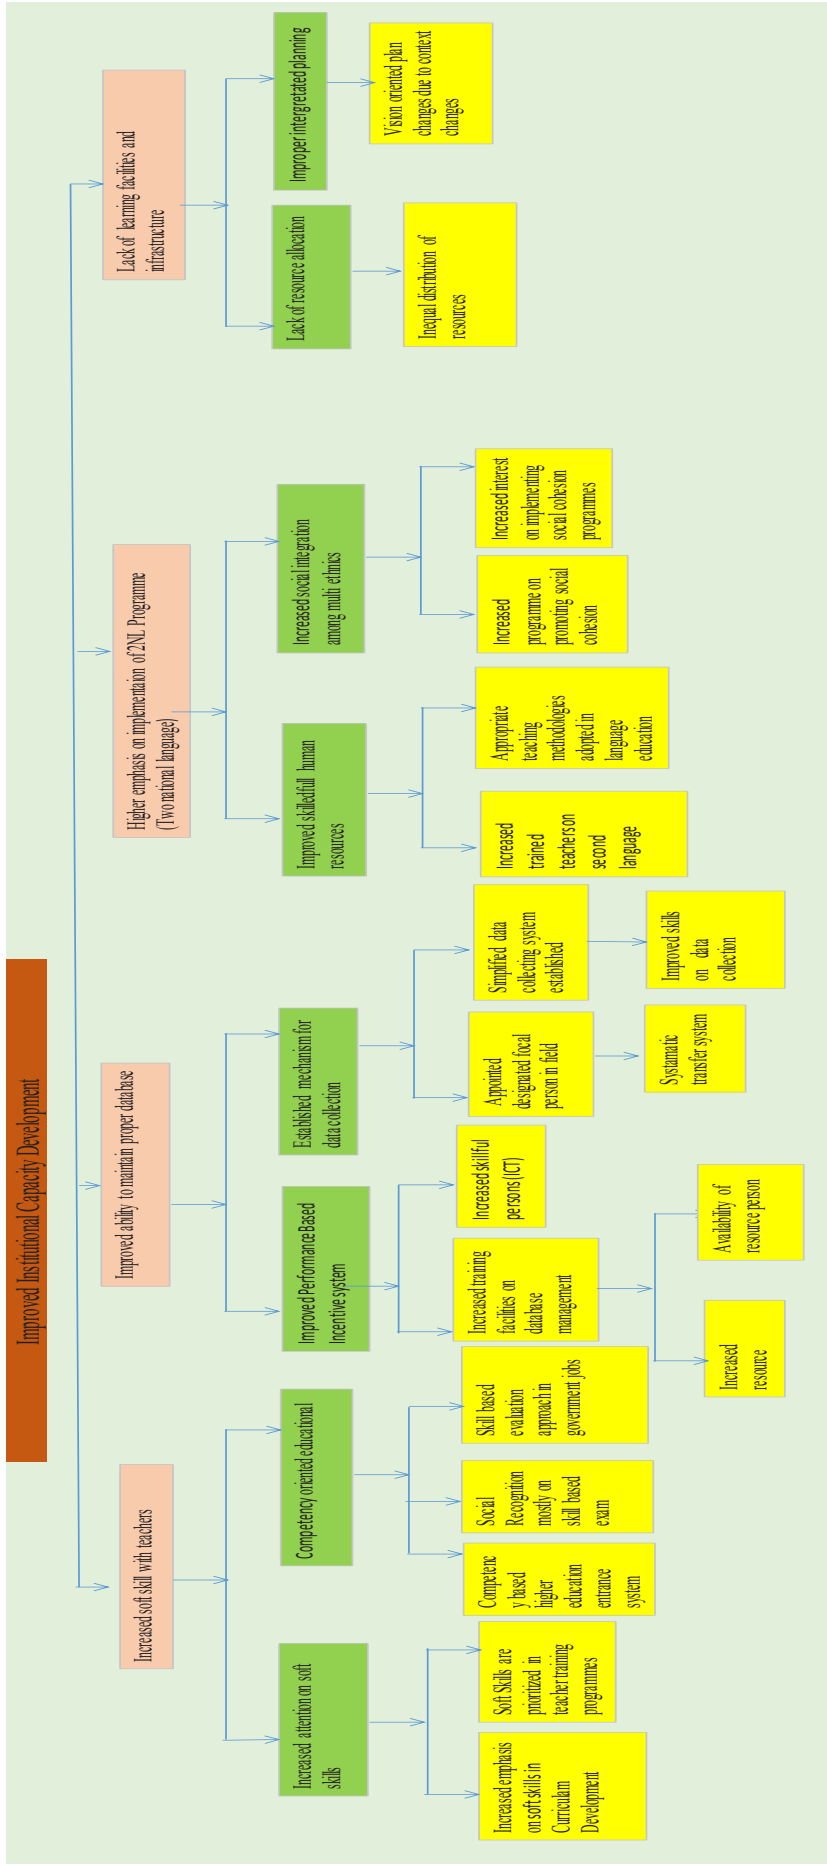 Improved Institutional Capacity Development
Increased soft skill with teachers
Improved ability to maintain proper database
Higher emphasis on implementaion of 2NL Programme
(Two national language)
Lack of learning facilities and
infrastructure
Increased attention on soft
skills
Competency oriented educational
Improved Performance Based
Incentive system
Established mechanism for
data collection
Improved skilledfull human
resources
Increased social integration
among multi ethnics
Lack of resource allocation
Improper intergretated planning
Increased emphasis
on soft skills in
Curriculam
Development
Soft Skills are
prioritized in
teacher training
programmes
Competenc
y based
higher
education
entrance
system
Social
Recognition
mostly on
skill based
exam
Skill based
evaluation
approach in
government jobs
Increased training
facilities on
database
management
Increased skillful
persons (ICT)
Appointed
designated focal
person in field
Simplified data
collecting system
established
Increased
trained
teachers on
second
language
Appropriate
teaching
methodologies
adopted in
language
education
Increased
programme on
promoting social
cohesion
Increased interest
on implementing
social cohesion
programmes
Inequal distribution of
resources
Vision oriented plan
changes due to context
changes
Increased
resource
Availability of
resource person
Systamatic
transfer system
Improved skills
on data
collection